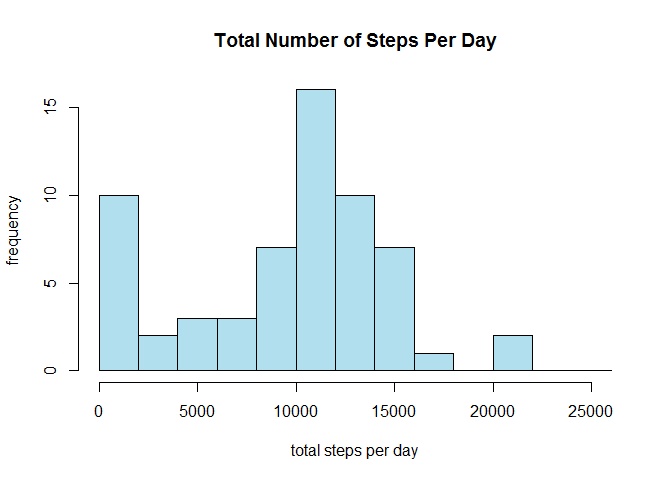 Total Number of Steps Per Day
15
10
5
0
frequency
0 5000 10000 15000 20000 25000
total steps per day